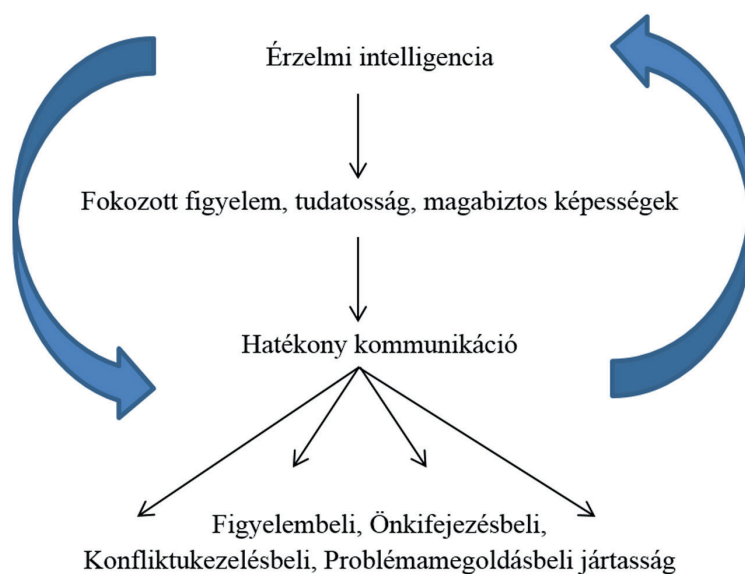 Érzelmi intelligencia
Fokozott figyelem, tudatosság, magabiztos képességek
Hatékony kommunikáció
Figyelembeli, Önkifejezésbeli,
Konfliktukezelésbeli, Problémamegoldásbeli jártasság